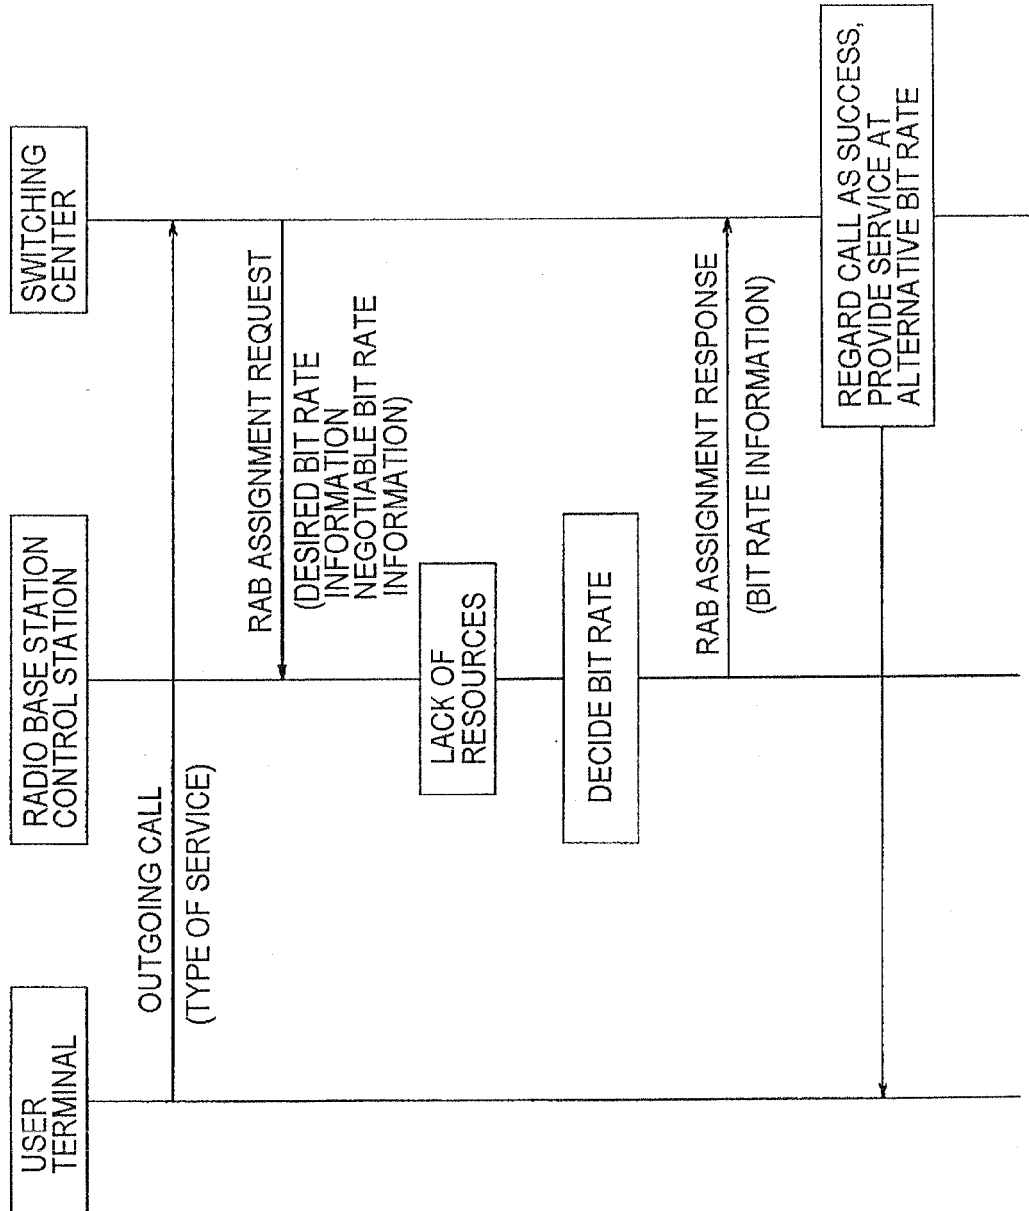 USER
TERMINAL
RADIO BASE STATION
CONTROL STATION
SWITCHING
CENTER
OUTGOING CALL
(TYPE OF SERVICE)
RAB ASSIGNMENT REQUEST
(DESIRED BIT RATE
INFORMATION
NEGOTIABLE BIT RATE
INFORMATION)
LACK OF
RESOURCES
DECIDE BIT RATE
RAB ASSIGNMENT RESPONSE
(BIT RATE INFORMATION)
REGARD CALL AS SUCCESS,
PROVIDE SERVICE AT
ALTERNATIVE BIT RATE